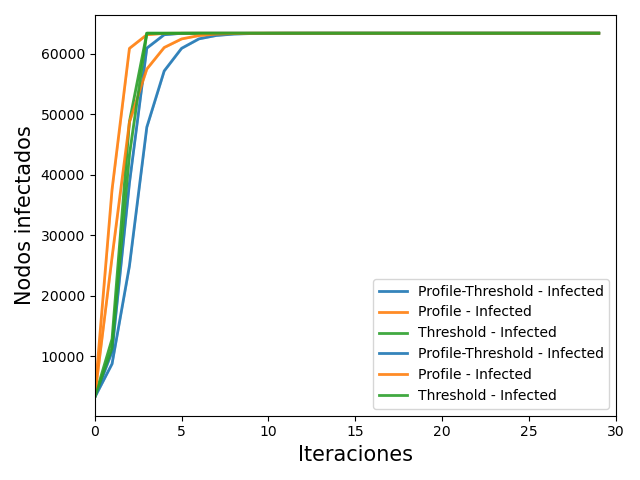 60000
50000
40000
30000
20000
10000
Nodos infectados
Profile-Threshold - Infected
Profile - Infected
Threshold - Infected
Profile-Threshold - Infected
Profile - Infected
Threshold - Infected
0 5 10 15 20 25 30
Iteraciones